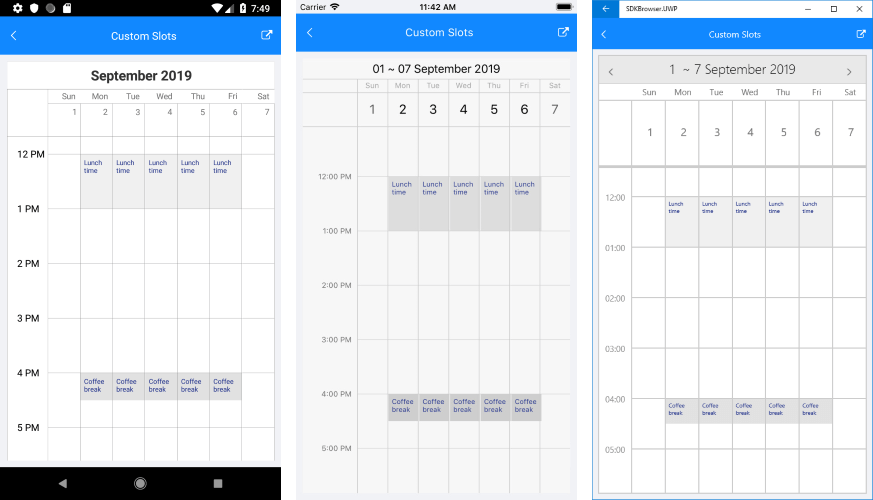 7:49
Custom Slots
September 2019
Sun Mon Tue Wed Thu Fri Sat
1 2 3 4 5 6 7
12 PM
Lunch Lunch Lunch Lunch Lunch
time time time time time
1 PM
2 PM
3 PM
4 PM
Coffee Coffee Coffee Coffee Coffee
break break break break break
5 PM
Carrier 11:42 AM
Custom Slots
01 ~ 07 September 2019
Sun Mon Tue Wed Thu Fri Sat
1 2 3 4 5 6 7
12:00 PM
Lunch Lunch Lunch Lunch Lunch
time time time time time
1:00 PM
2:00 PM
3:00 PM
4:00 PM
Coffee Coffee Coffee Coffee Coffee
break break break break break
5:00 PM
SDKBrowser.UWP
Custom Slots
1 ~ 7 September 2019
Sun Mon Tue Wed Thu Fri Sat
1 2 3 4 5 6 7
12:00
Lunch Lunch Lunch Lunch Lunch
time time time time time
01:00
02:00
03:00
04:00
Coffee Coffee Coffee Coffee Coffee
break break break break break
05:00